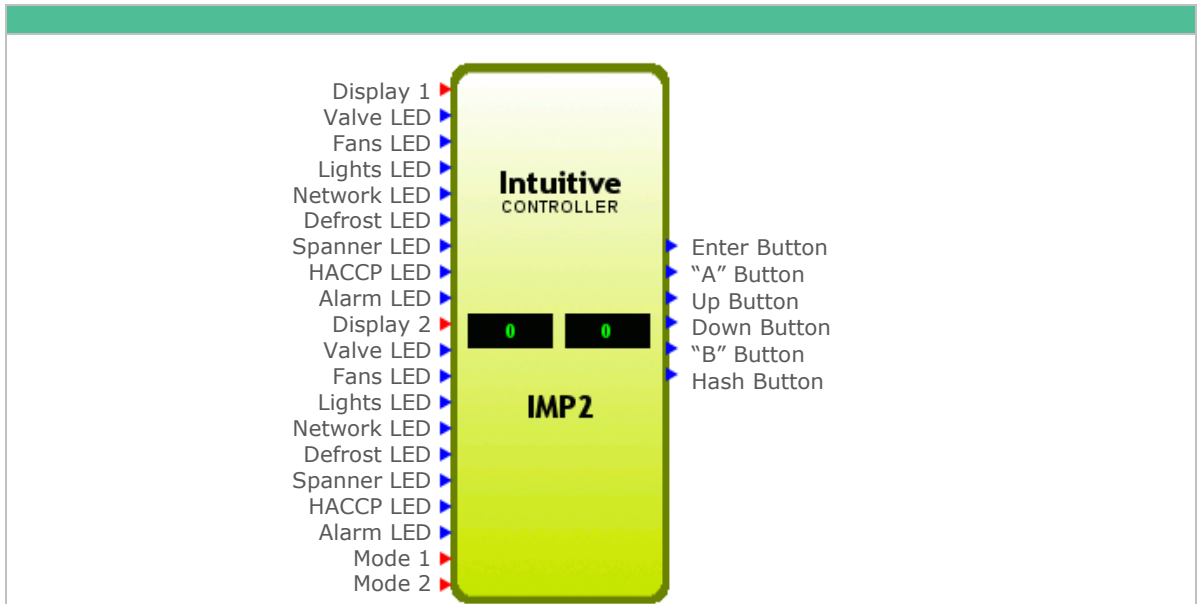 Display 1
Valve LED
Fans LED
Lights LED
Network LED
Defrost LED
Spanner LED
HACCP LED
Alarm LED
Display 2
Valve LED
Fans LED
Lights LED
Network LED
Defrost LED
Spanner LED
HACCP LED
Alarm LED
Mode 1
Mode 2
Intuitive
CONTROLLER
0 0
IMP2
Enter Button
“A” Button
Up Button
Down Button
“B” Button
Hash Button